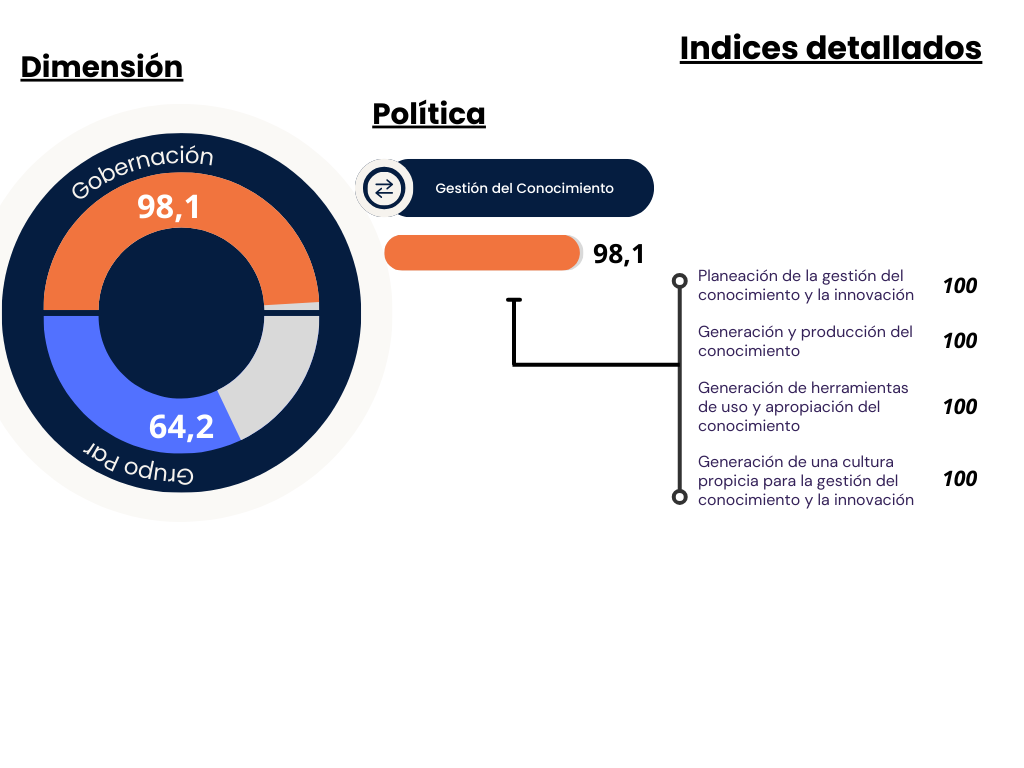 Dimensión
Gobernación
98,1
64,2
Grupo Par
Política
Gestión del Conocimiento
98,1
Indices detallados
Planeación de la gestión del
conocimiento y la innovación
100
Generación y producción del
conocimiento
100
Generación de herramientas
de uso y apropiación del
conocimiento
100
Generación de una cultura
propicia para la gestión del
conocimiento y la innovación
100